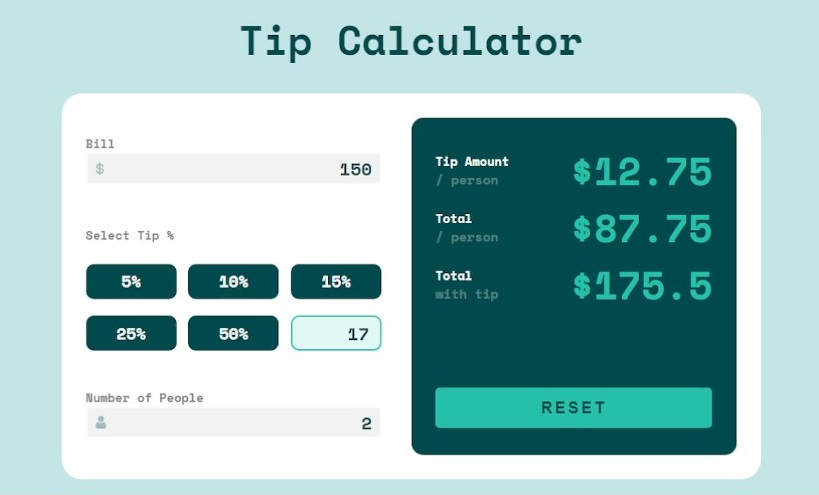 Tip Calculator
Bill
$ 150
Select Tip %
5% 10% 15%
25% 50% 17
Number of People
2
Tip Amount
/ person
$12.75
Total
/ person
$87.75
Total
with tip
$175.5
RESET